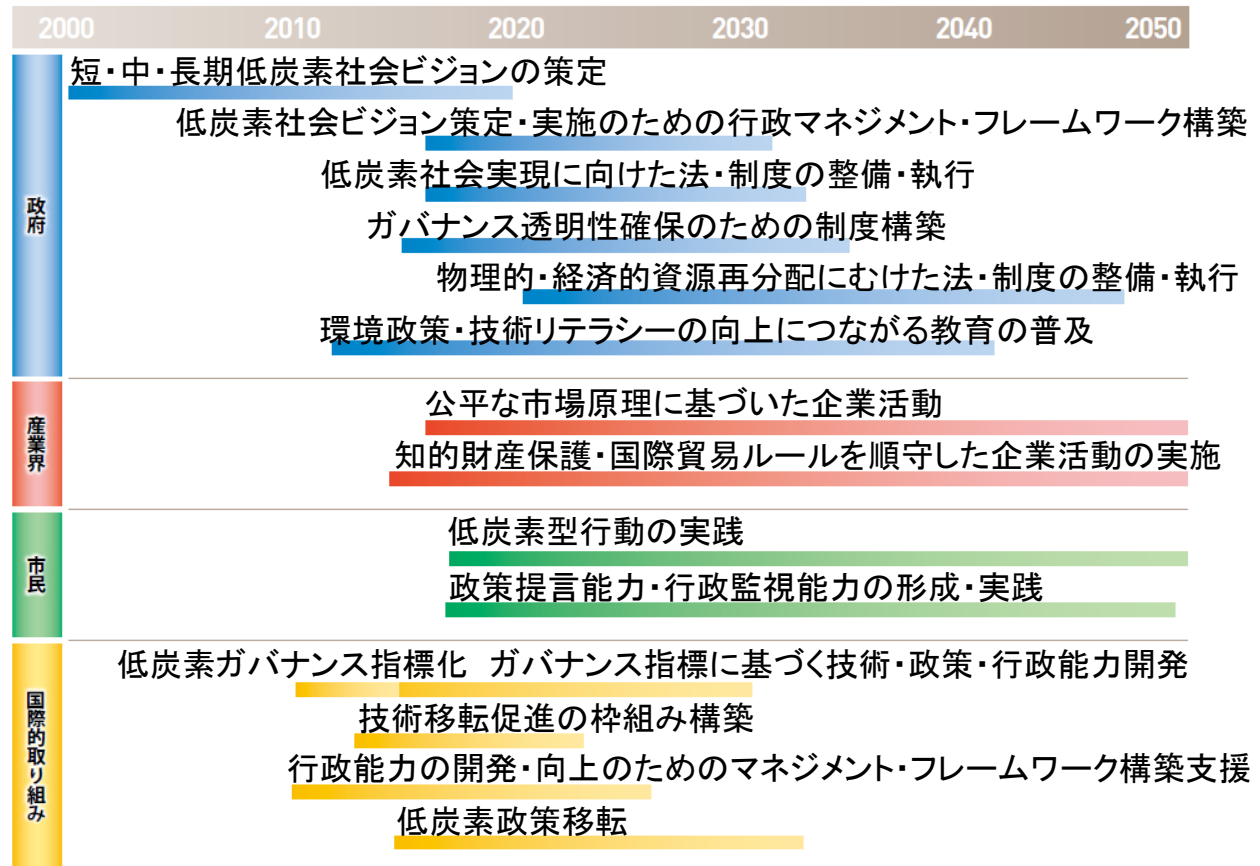 2000 2010 2020 2030 2040 2050
政府
短・中・長期低炭素社会ビジョンの策定
低炭素社会ビジョン策定・実施のための行政マネジメント・フレームワーク構築
低炭素社会実現に向けた法・制度の整備・執行
ガバナンス透明性確保のための制度構築
物理的・経済的資源再分配にむけた法・制度の整備・執行
環境政策・技術リテラシーの向上につながる教育の普及
産業界
公平な市場原理に基づいた企業活動
知的財産保護・国際貿易ルールを順守した企業活動の実施
市民
低炭素型行動の実践
政策提言能力・行政監視能力の形成・実践
国際的取り組み
低炭素ガバナンス指標化 ガバナンス指標に基づく技術・政策・行政能力開発
技術移転促進の枠組み構築
行政能力の開発・向上のためのマネジメント・フレームワーク構築支援
低炭素政策移転